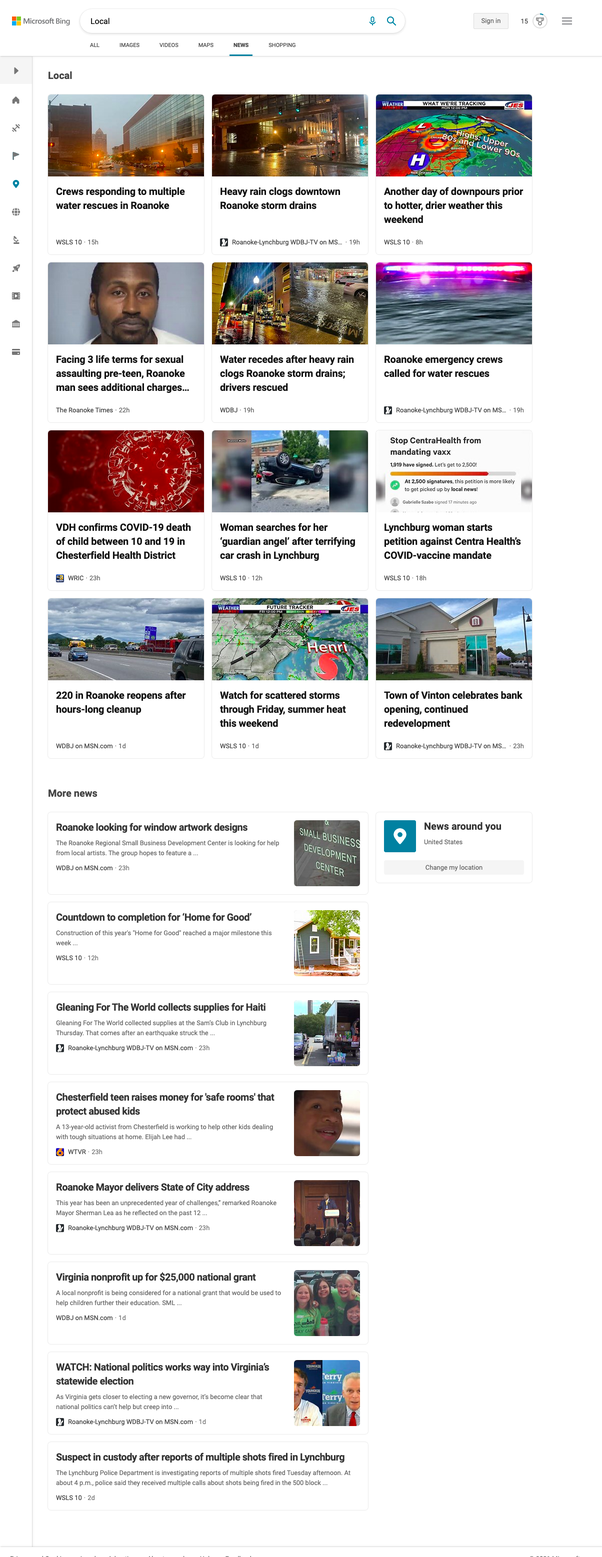 Microsoft Bing
Local
Sign in
15
ALL
IMAGES
VIDEOS
MAPS
NEWS
SHOPPING
Local
Crews responding to multiple
water rescues in Roanoke
WSLS 10 · 15h
Heavy rain clogs downtown
Roanoke storm drains
Roanoke-Lynchburg WDBJ-TV on MS... · 19h
WEATHER
WHAT WE'RE TRACKING
Highs: Upper
80s and Lower 90s
H
Another day of downpours prior
to hotter, drier weather this
weekend
WSLS 10 · 8h
Facing 3 life terms for sexual
assaulting pre-teen, Roanoke
man sees additional charges...
The Roanoke Times · 22h
Water recedes after heavy rain
clogs Roanoke storm drains;
drivers rescued
WDBJ · 19h
Roanoke emergency crews
called for water rescues
Roanoke-Lynchburg WDBJ-TV on MS... · 19h
VDH confirms COVID-19 death
of child between 10 and 19 in
Chesterfield Health District
WRIC · 23h
Woman searches for her
‘guardian angel’ after terrifying
car crash in Lynchburg
WSLS 10 · 12h
Stop CentraHealth from
mandating vaxx
1,919 have signed. Let's get to 2,500!
At 2,500 signatures, this petition is more likely
to get picked up by local news!
Gabrielle Szabo signed 17 minutes ago
Lynchburg woman starts
petition against Centra Health’s
COVID-vaccine mandate
WSLS 10 · 18h
220 in Roanoke reopens after
hours-long cleanup
WDBJ on MSN.com · 1d
WEATHER
FUTURE TRACKER
Henri
Watch for scattered storms
through Friday, summer heat
this weekend
WSLS 10 · 1d
Town of Vinton celebrates bank
opening, continued
redevelopment
Roanoke-Lynchburg WDBJ-TV on MS... · 23h
More news
Roanoke looking for window artwork designs
The Roanoke Regional Small Business Development Center is looking for help
from local artists. The group hopes to feature a ...
WDBJ on MSN.com · 23h
&
SMALL BUSINESS
DEVELOPMENT
CENTER
News around you
United States
Change my location
Countdown to completion for ‘Home for Good’
Construction of this year's "Home for Good" reached a major milestone this
week ...
WSLS 10 · 12h
Gleaning For The World collects supplies for Haiti
Gleaning For The World collected supplies at the Sam's Club in Lynchburg
Thursday. That comes after an earthquake struck the ...
Roanoke-Lynchburg WDBJ-TV on MSN.com · 23h
Chesterfield teen raises money for 'safe rooms' that
protect abused kids
A 13-year-old activist from Chesterfield is working to help other kids dealing
with tough situations at home. Elijah Lee had ...
WTVR · 23h
Roanoke Mayor delivers State of City address
This year has been an unprecedented year of challenges,” remarked Roanoke
Mayor Sherman Lea as he reflected on the past 12 ...
Roanoke-Lynchburg WDBJ-TV on MSN.com · 23h
Virginia nonprofit up for $25,000 national grant
A local nonprofit is being considered for a national grant that would be used to
help children further their education. SML ...
WDBJ on MSN.com · 1d
WATCH: National politics works way into Virginia’s
statewide election
As Virginia gets closer to electing a new governor, it’s become clear that
national politics can’t help but creep into ...
Roanoke-Lynchburg WDBJ-TV on MSN.com · 1d
Terry
Suspect in custody after reports of multiple shots fired in Lynchburg
The Lynchburg Police Department is investigating reports of multiple shots fired Tuesday afternoon. At
about 4 p.m., police said they received multiple calls about shots being fired in the 500 block ...
WSLS 10 · 2d